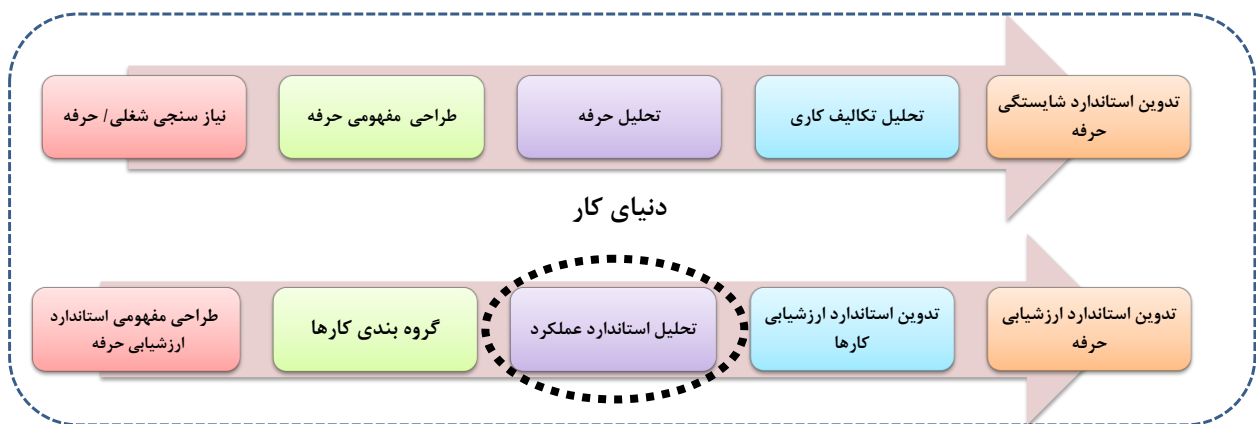 نیاز سنجی شغلی/ حرفه
طراحی مفهومی حرفه
تحلیل حرفه
تحلیل تکالیف کاری
تدوین استاندارد شایستگی
حرفه
دنیای کار
طراحی مفهومی استاندارد
ارزشیابی حرفه
گروه بندی کارها
تحلیل استاندارد عملکرد
تدوین استاندارد ارزشیابی
کارها
تدوین استاندارد ارزشیابی
حرفه